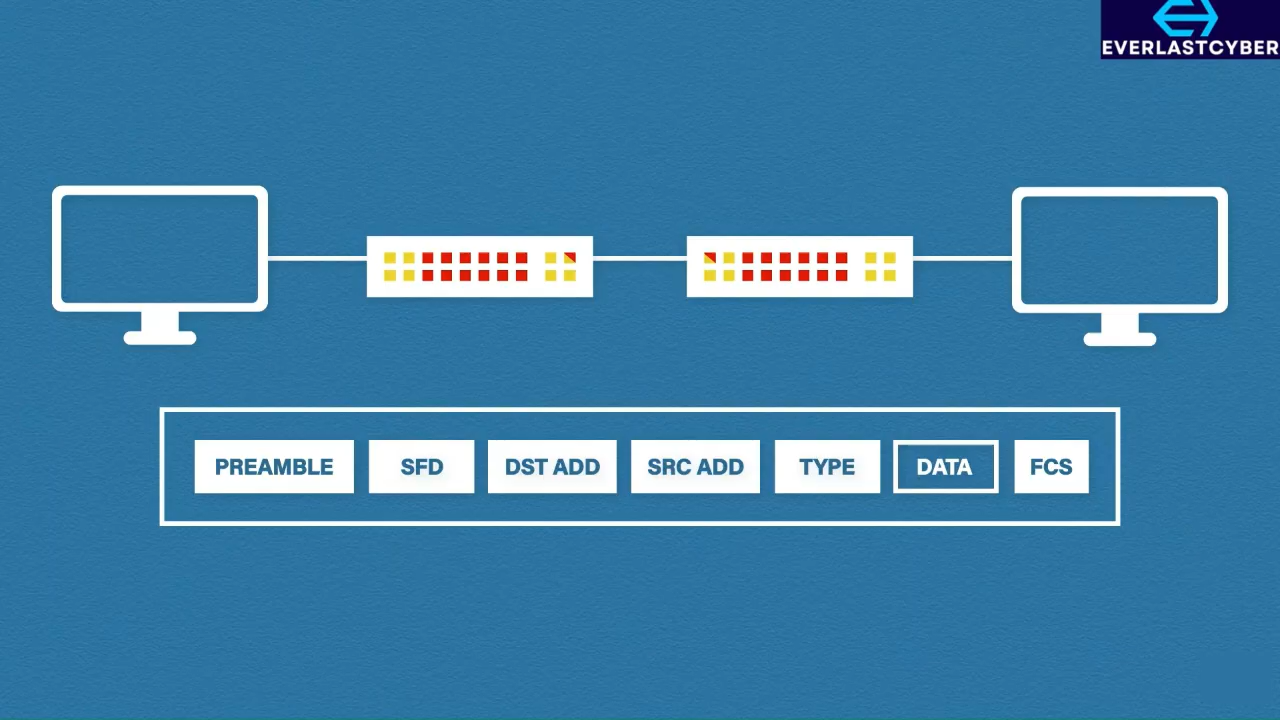 EVERLASTCYBER
PREAMBLE SFD DST ADD SRC ADD TYPE DATA FCS